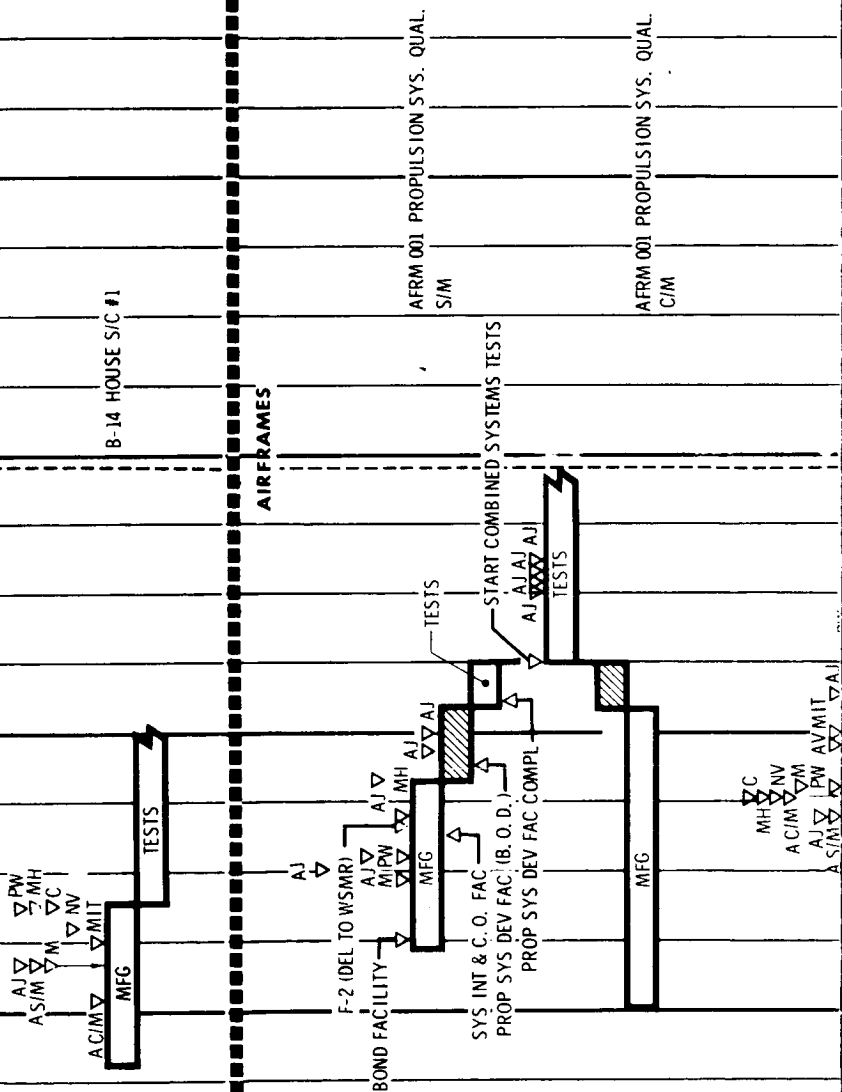 B-14 HOUSE S/C #1
PW
MH
C
AJ
A S/M
M
NV
MIT
A C/M
MFG
TESTS
AIRFRAMES
AFRM 001 PROPULSION SYS. QUAL.
S/M
AJ
AJ
AJ
M
PW
MH
AJ
AJ
F-2 (DEL TO WSMR)
BOND FACILITY
MFG
TESTS
SYS INT & C.O. FAC
PROP SYS DEV FAC (B.O.D.)
PROP SYS DEV FAC COMPL
START COMBINED SYSTEMS TESTS
AJ
AJ
AJ
AJ
TESTS
AFRM 001 PROPULSION SYS. QUAL.
C/M
MFG
C
MH
NV
A C/M
M
AJ
PW
AV
MIT
AJ
A S/M